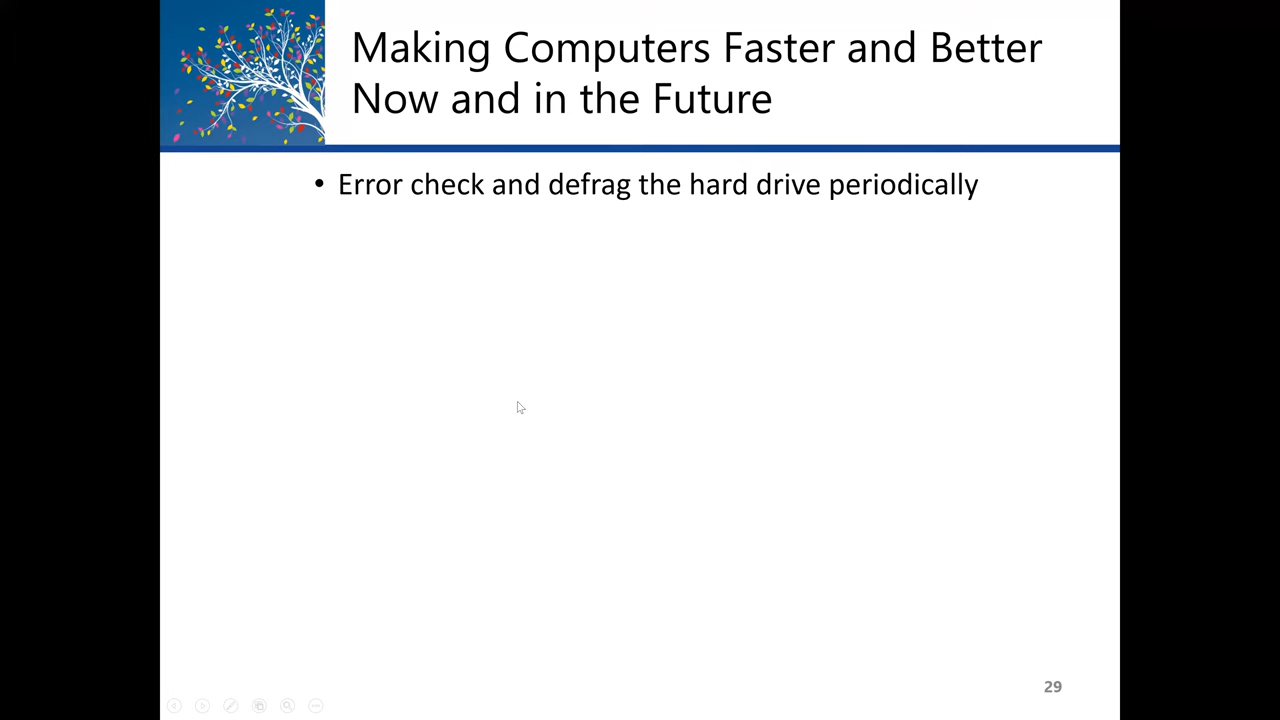 Making Computers Faster and Better
Now and in the Future
• Error check and defrag the hard drive periodically
29